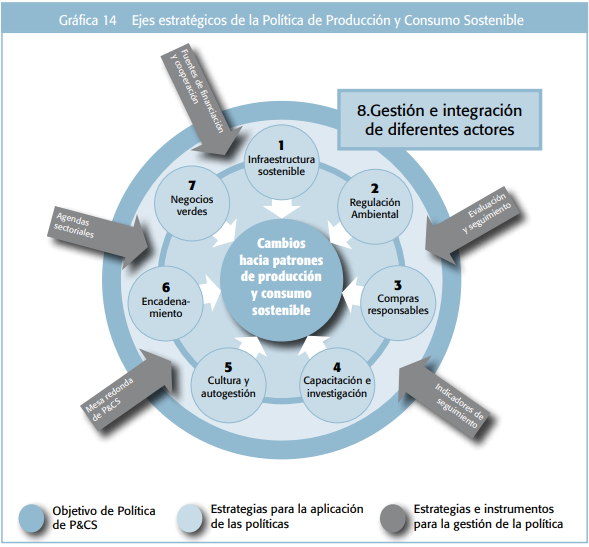 Gráfica 14 Ejes estratégicos de la Política de Producción y Consumo Sostenible
Fuentes de financiación
y cooperación
8.Gestión e integración
de diferentes actores
1
Infraestructura
sostenible
2
Regulación
Ambiental
3
Compras
responsables
4
Capacitación e
investigación
5
Cultura y
autogestión
6
Encadena-
miento
7
Negocios
verdes
Cambios
hacia patrones
de producción
y consumo
sostenible
Agendas
sectoriales
Evaluación
y seguimiento
Mesa redonda
de P&CS
Indicadores de
seguimiento
Objetivo de Política
de P&CS
Estrategias para la aplicación
de las políticas
Estrategias e instrumentos
para la gestión de la política